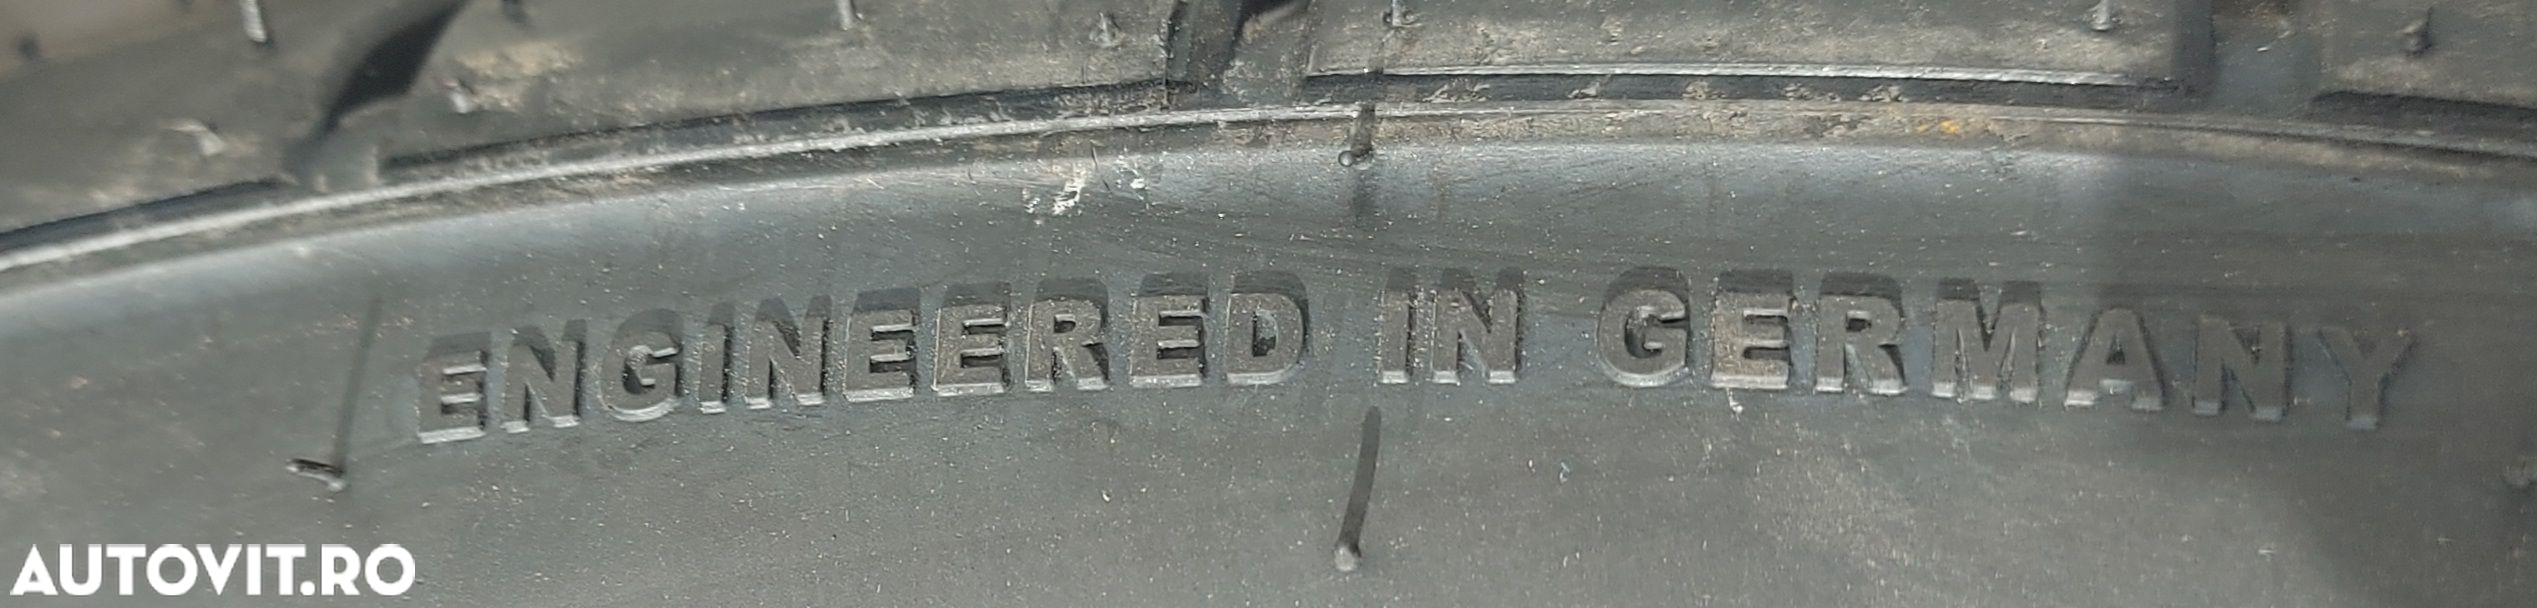 ENGINEERED IN GERMANY
AUTOVIT.RO